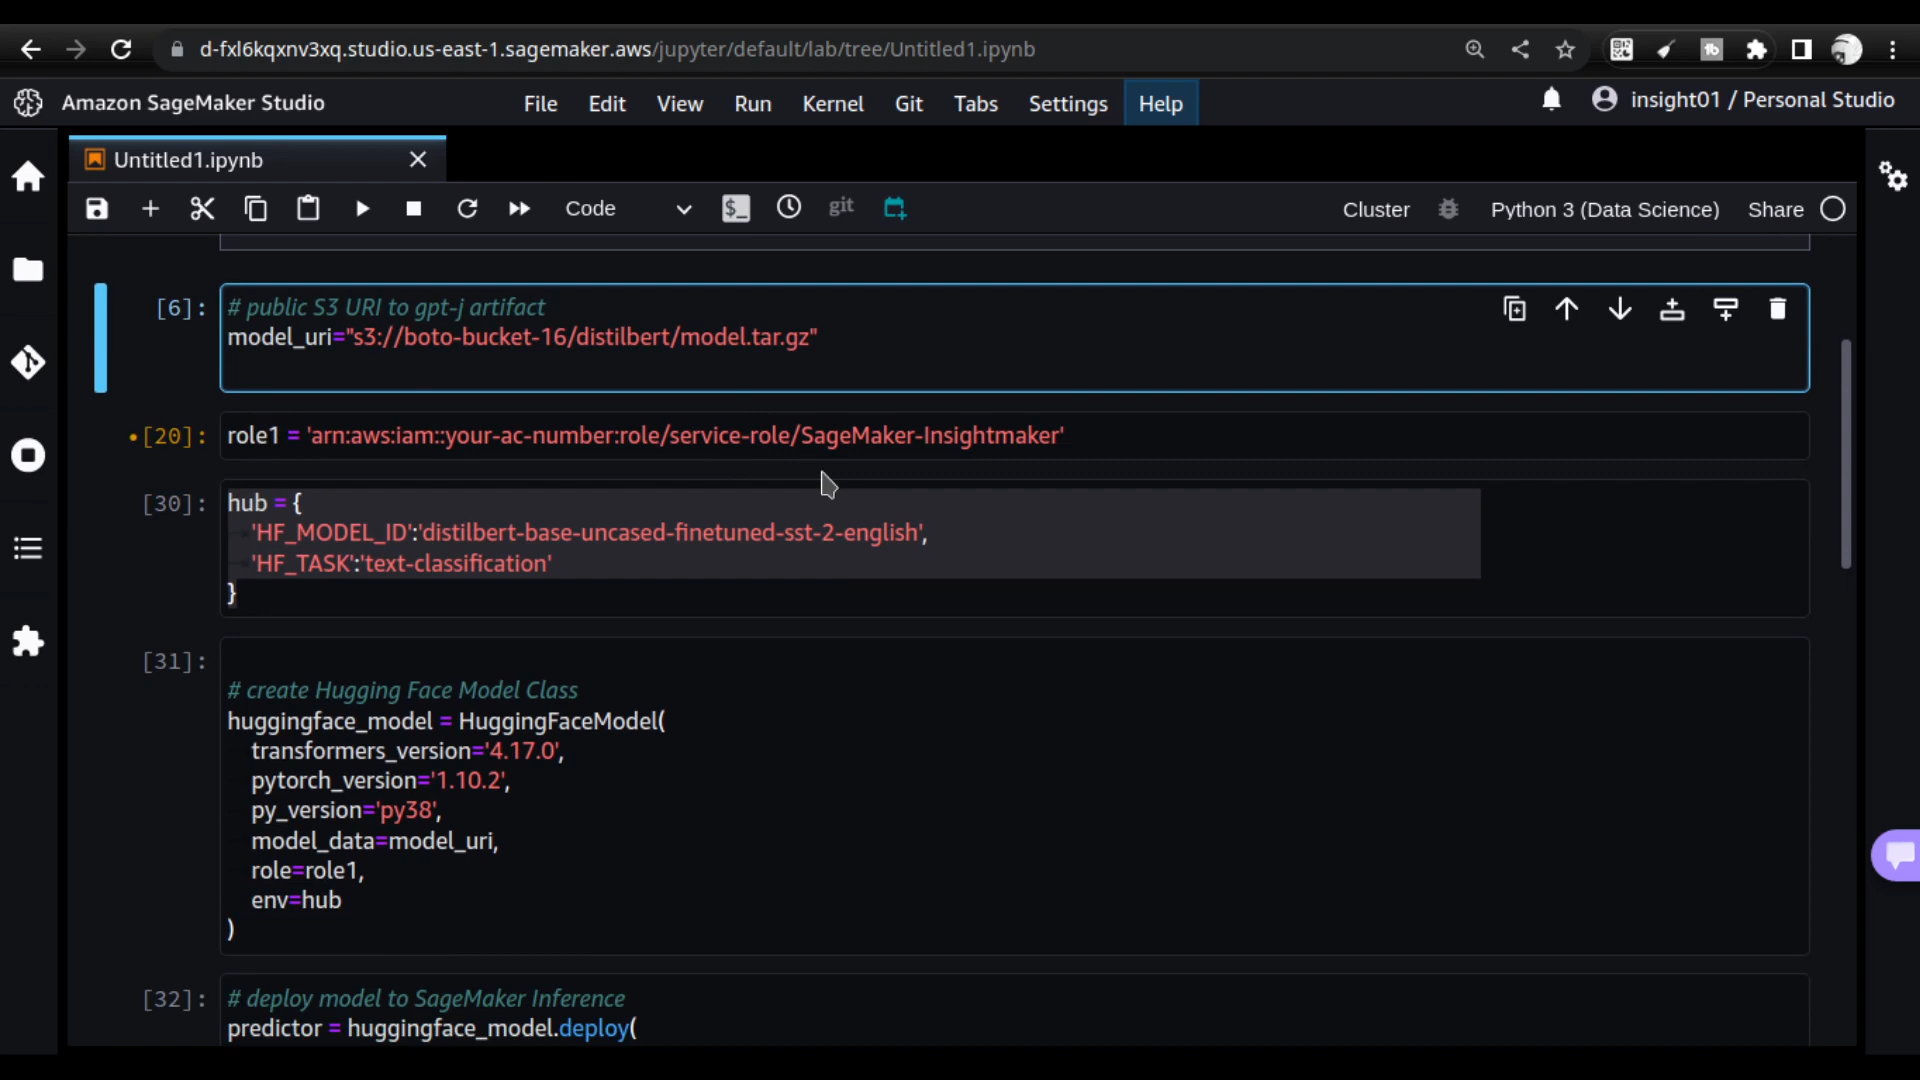 d-fxl6kqxnv3xq.studio.us-east-1.sagemaker.aws/jupyter/default/lab/tree/Untitled1.ipynb
Amazon SageMaker Studio
File Edit View Run Kernel Git Tabs Settings Help
insight01 / Personal Studio
Untitled1.ipynb
Code
$_
git
Cluster
Python 3 (Data Science)
Share
[6]:
# public S3 URI to gpt-j artifact
model_uri="s3://boto-bucket-16/distilbert/model.tar.gz"
[20]:
role1 = 'arn:aws:iam::your-ac-number:role/service-role/SageMaker-Insightmaker'
[30]:
hub = {
'HF_MODEL_ID':'distilbert-base-uncased-finetuned-sst-2-english',
'HF_TASK':'text-classification'
}
[31]:
# create Hugging Face Model Class
huggingface_model = HuggingFaceModel(
transformers_version='4.17.0',
pytorch_version='1.10.2',
py_version='py38',
model_data=model_uri,
role=role1,
env=hub
)
[32]:
# deploy model to SageMaker Inference
predictor = huggingface_model.deploy(